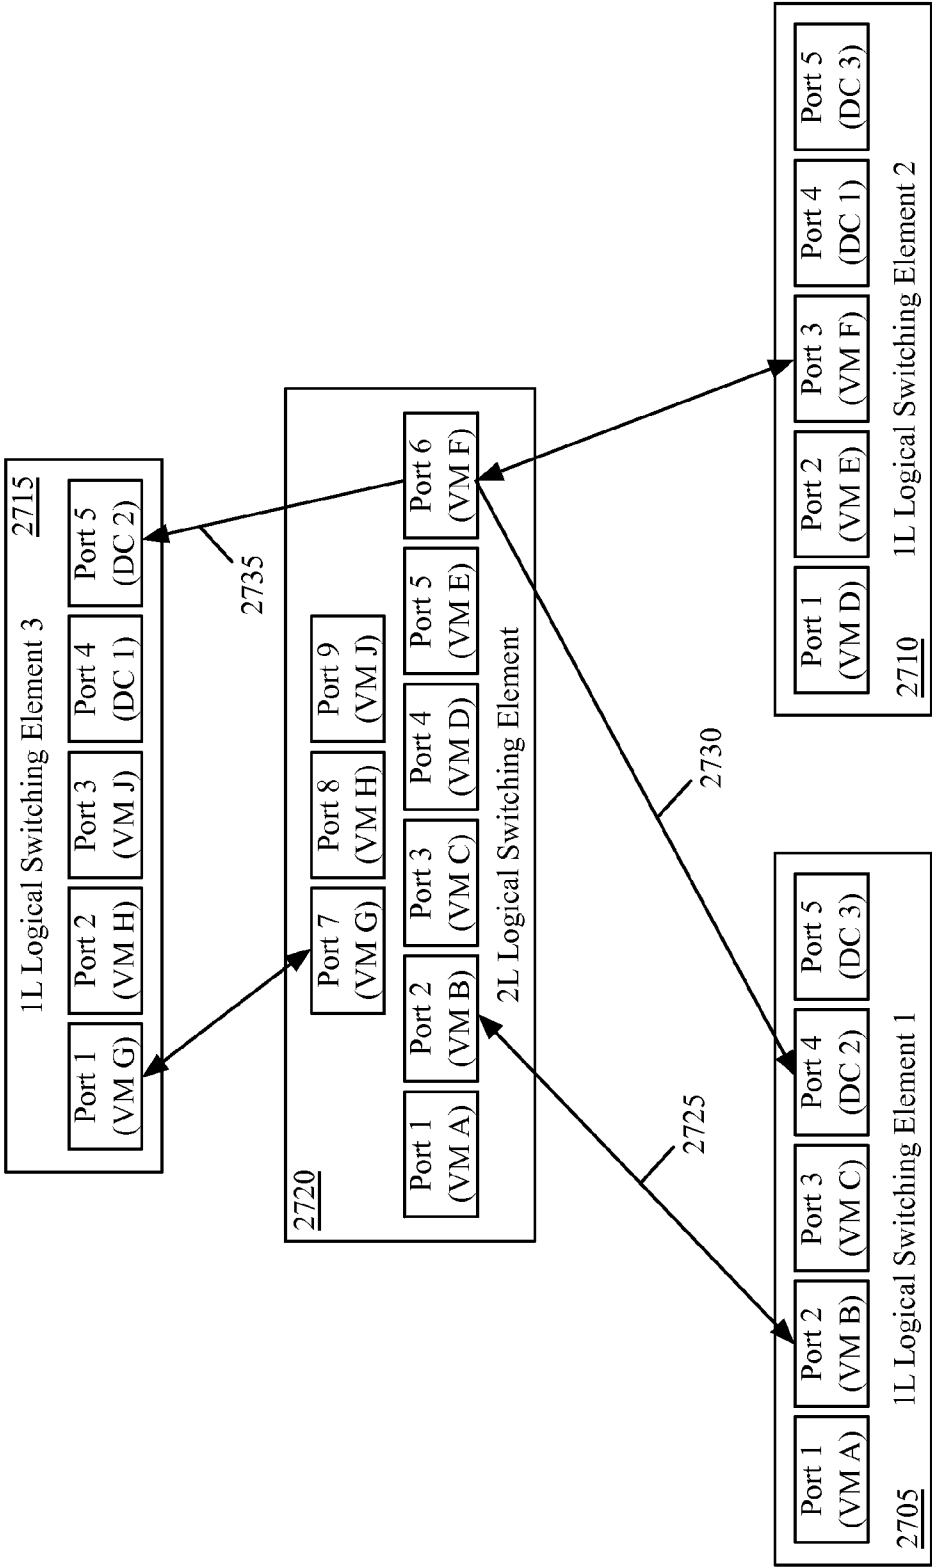 1L Logical Switching Element 3
2715
Port 1
(VM G)
Port 2
(VM H)
Port 3
(VM J)
Port 4
(DC 1)
Port 5
(DC 2)
2735
2720
Port 7
(VM G)
Port 8
(VM H)
Port 9
(VM J)
Port 1
(VM A)
Port 2
(VM B)
Port 3
(VM C)
Port 4
(VM D)
Port 5
(VM E)
Port 6
(VM F)
2L Logical Switching Element
2725
2730
Port 1
(VM A)
Port 2
(VM B)
Port 3
(VM C)
Port 4
(DC 2)
Port 5
(DC 3)
2705
1L Logical Switching Element 1
Port 1
(VM D)
Port 2
(VM E)
Port 3
(VM F)
Port 4
(DC 1)
Port 5
(DC 3)
2710
1L Logical Switching Element 2